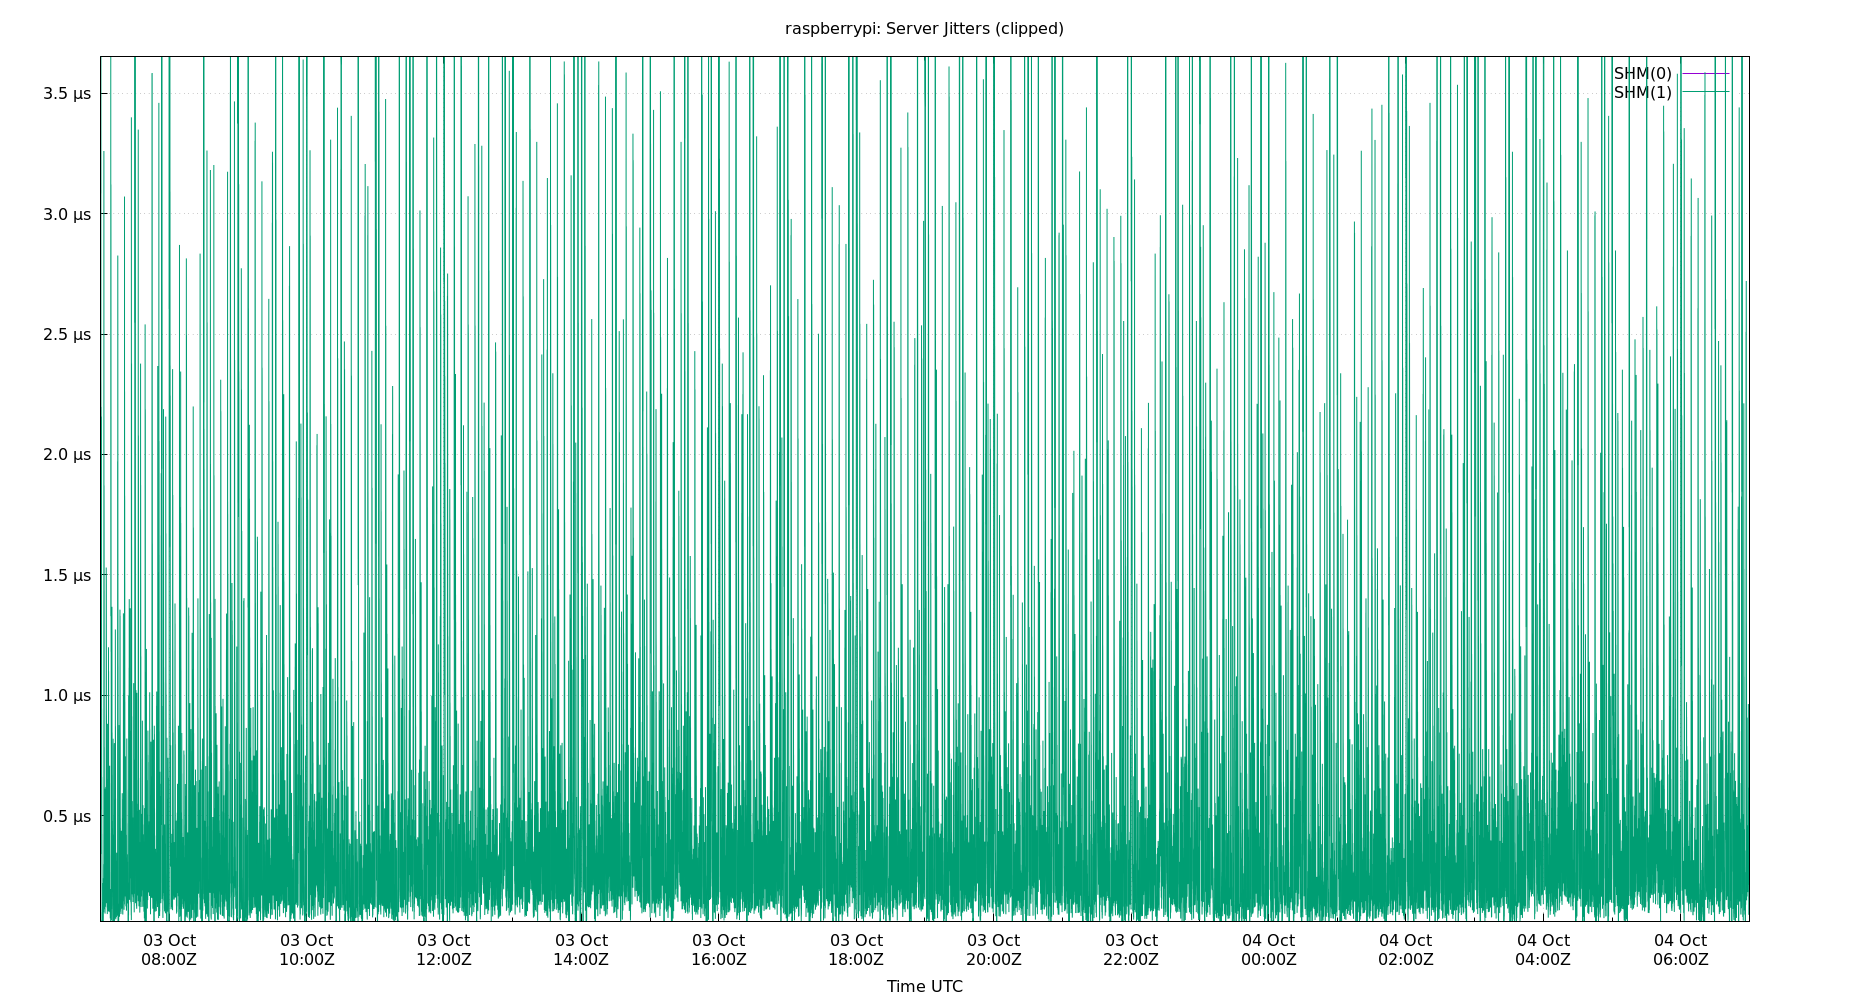 raspberrypi: Server Jitters (clipped)
SHM(0)
SHM(1)
3.5 μs
3.0 μs
2.5 μs
2.0 μs
1.5 μs
1.0 μs
0.5 μs
03 Oct 03 Oct 03 Oct 03 Oct 03 Oct 03 Oct 03 Oct 03 Oct 04 Oct 04 Oct 04 Oct 04 Oct
08:00Z 10:00Z 12:00Z 14:00Z 16:00Z 18:00Z 20:00Z 22:00Z 00:00Z 02:00Z 04:00Z 06:00Z
Time UTC